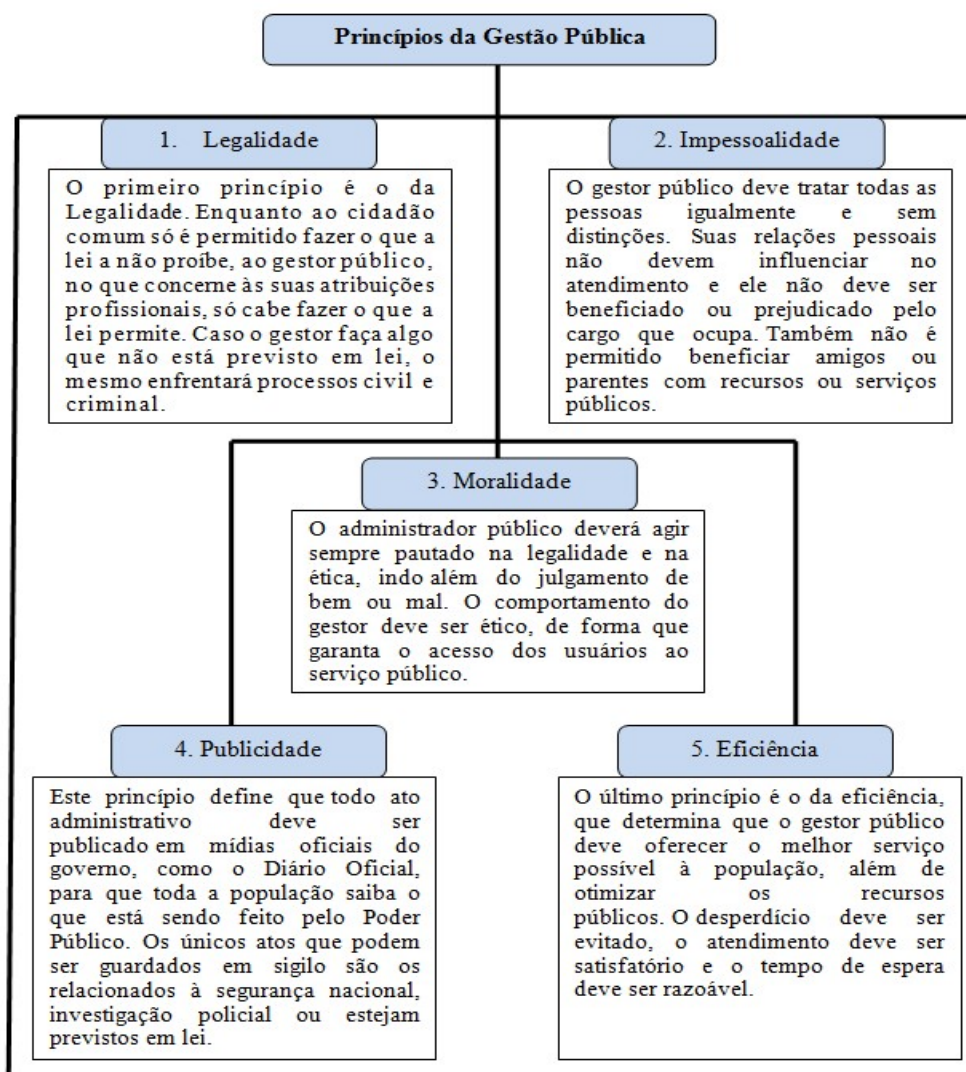 Princípios da Gestão Pública
1. Legalidade
O primeiro princípio é o da
Legalidade. Enquanto ao cidadão
comum só é permitido fazer o que a
lei a não proíbe, ao gestor público,
no que concerne às suas atribuições
profissionais, só cabe fazer o que a
lei permite. Caso o gestor faça algo
que não está previsto em lei, o
mesmo enfrentará processos civil e
criminal.
2. Impessoalidade
O gestor público deve tratar todas as
pessoas igualmente e sem
distinções. Suas relações pessoais
não devem influenciar no
atendimento e ele não deve ser
beneficiado ou prejudicado pelo
cargo que ocupa. Também não é
permitido beneficiar amigos ou
parentes com recursos ou serviços
públicos.
3. Moralidade
O administrador público deverá agir
sempre pautado na legalidade e na
ética, indo além do julgamento de
bem ou mal. O comportamento do
gestor deve ser ético, de forma que
garanta o acesso dos usuários ao
serviço público.
4. Publicidade
Este princípio define que todo ato
administrativo deve ser
publicado em mídias oficiais do
governo, como o Diário Oficial,
para que toda a população saiba o
que está sendo feito pelo Poder
Público. Os únicos atos que podem
ser guardados em sigilo são os
relacionados à segurança nacional,
investigação policial ou estejam
previstos em lei.
5. Eficiência
O último princípio é o da eficiência,
que determina que o gestor público
deve oferecer o melhor serviço
possível à população, além de
otimizar os recursos
públicos. O desperdício deve ser
evitado, o atendimento deve ser
satisfatório e o tempo de espera
deve ser razoável.